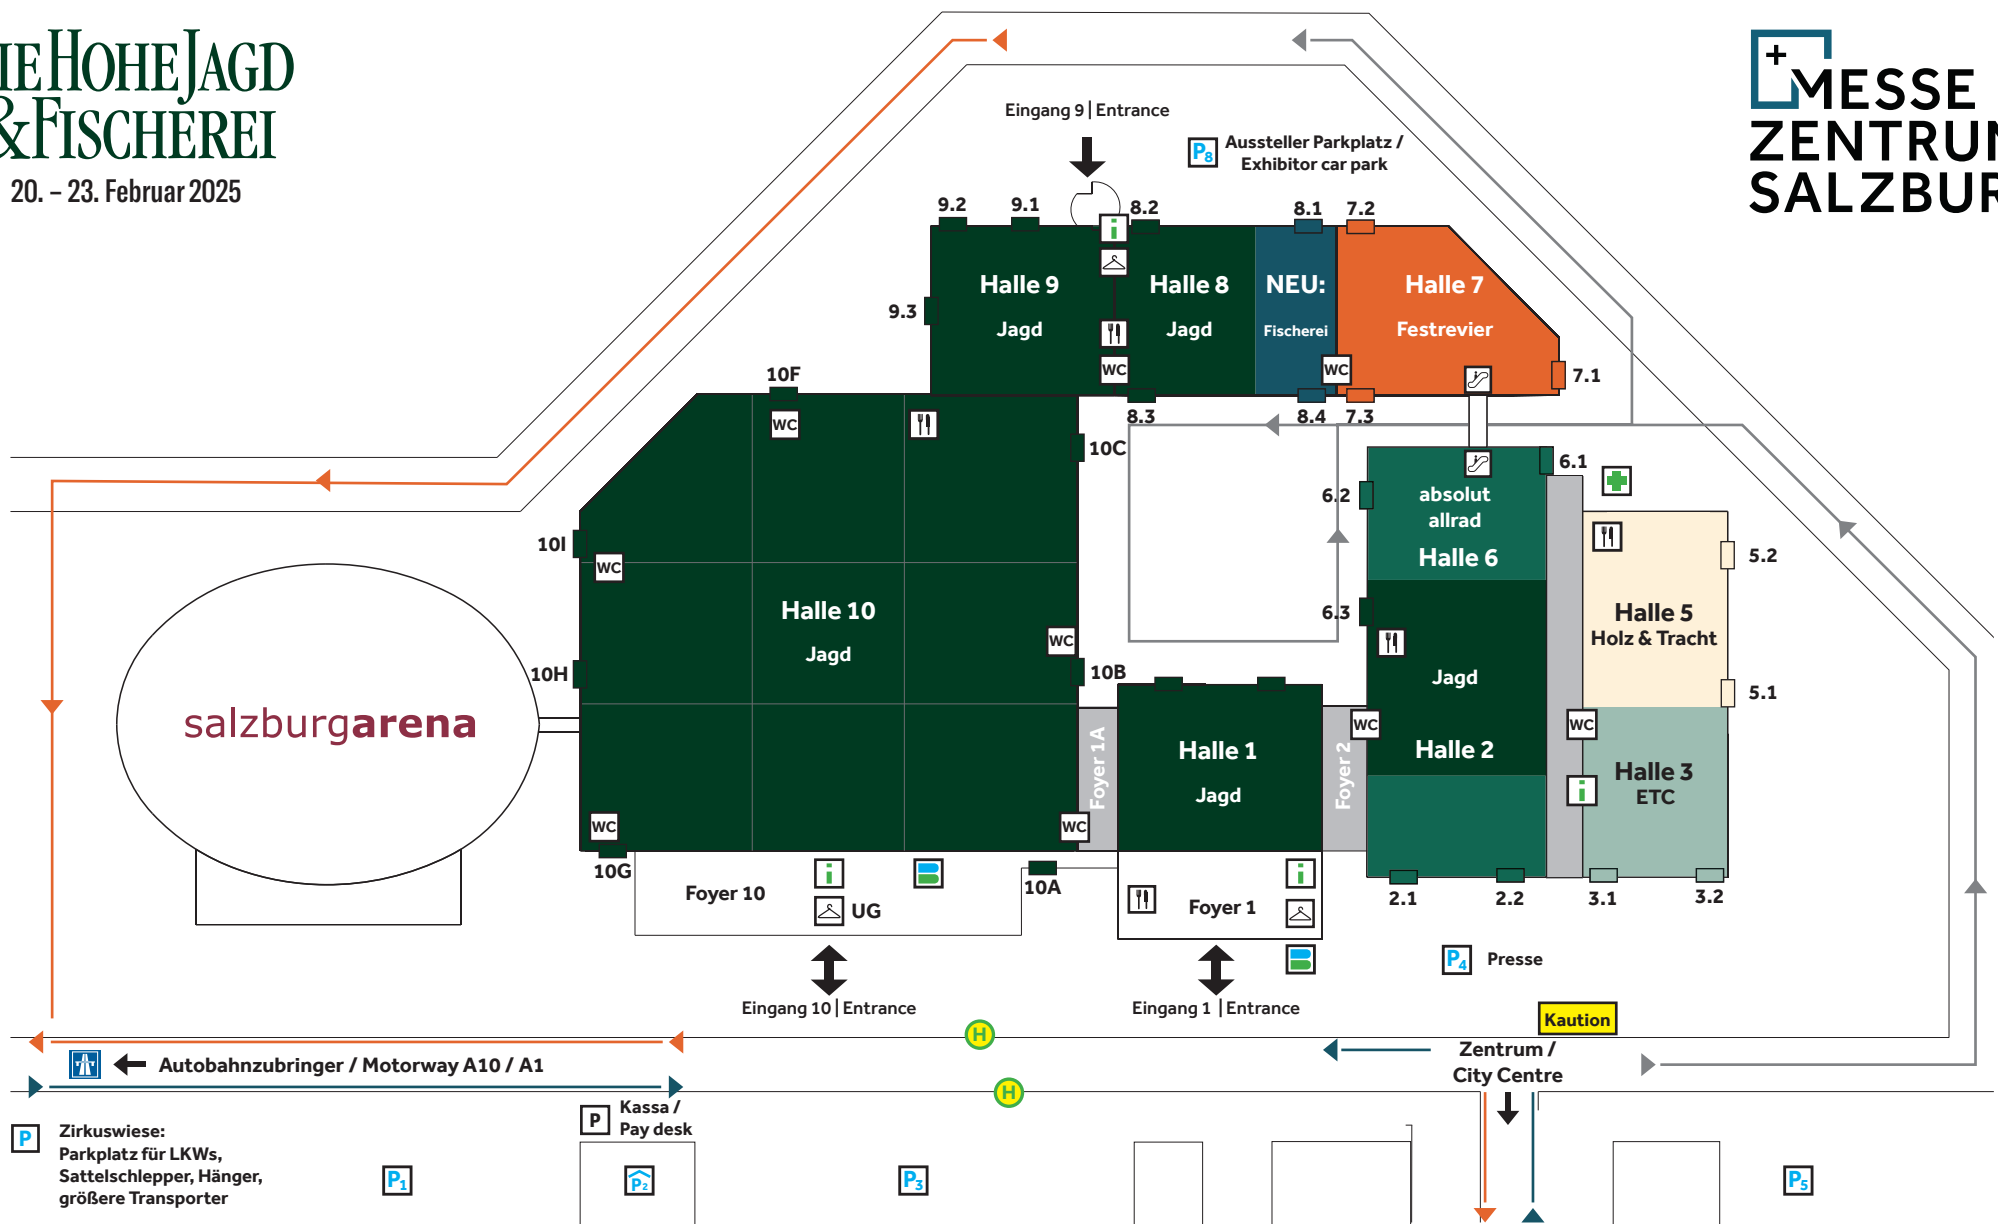 IE HOHE JAGD
& FISCHEREI
20. – 23. Februar 2025
MESSE
ZENTRUM
SALZBUR
Eingang 9 | Entrance
P8
Aussteller Parkplatz /
Exhibitor car park
9.2
9.1
8.2
8.1
7.2
i
Halle 9
Jagd
Halle 8
Jagd
NEU:
Fischerei
Halle 7
Festrevier
9.3
WC
WC
7.1
8.3
8.4
7.3
10F
WC
10C
6.1
6.2
absolut
allrad
Halle 6
10I
WC
5.2
Halle 10
Jagd
6.3
Halle 5
Holz & Tracht
WC
10H
10B
Jagd
5.1
salzburgarena
Foyer 1A
Halle 1
Jagd
Foyer 2
WC
Halle 2
WC
Halle 3
ETC
i
WC
WC
10G
Foyer 10
i
UG
10A
Foyer 1
i
2.1
2.2
3.1
3.2
P4
Presse
Eingang 10 | Entrance
Eingang 1 | Entrance
Kaution
H
Autobahnzubringer / Motorway A10 / A1
Zentrum /
City Centre
H
P
Zirkuswiese:
Parkplatz für LKWs,
Sattelschlepper, Hänger,
größere Transporter
P
Kassa /
Pay desk
P1
P2
P3
P5